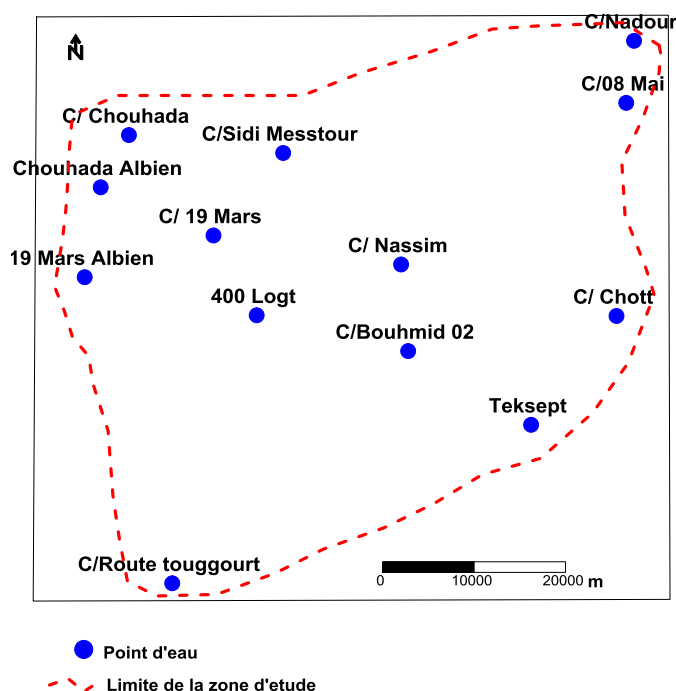 C/Nadour
N
C/08 Mai
C/ Chouhada
C/Sidi Messtour
Chouhada Albien
C/ 19 Mars
C/ Nassim
19 Mars Albien
400 Logt
C/ Chott
C/Bouhmid 02
Teksept
C/Route touggourt
0 10000 20000 m
Point d'eau
Limite de la zone d'etude